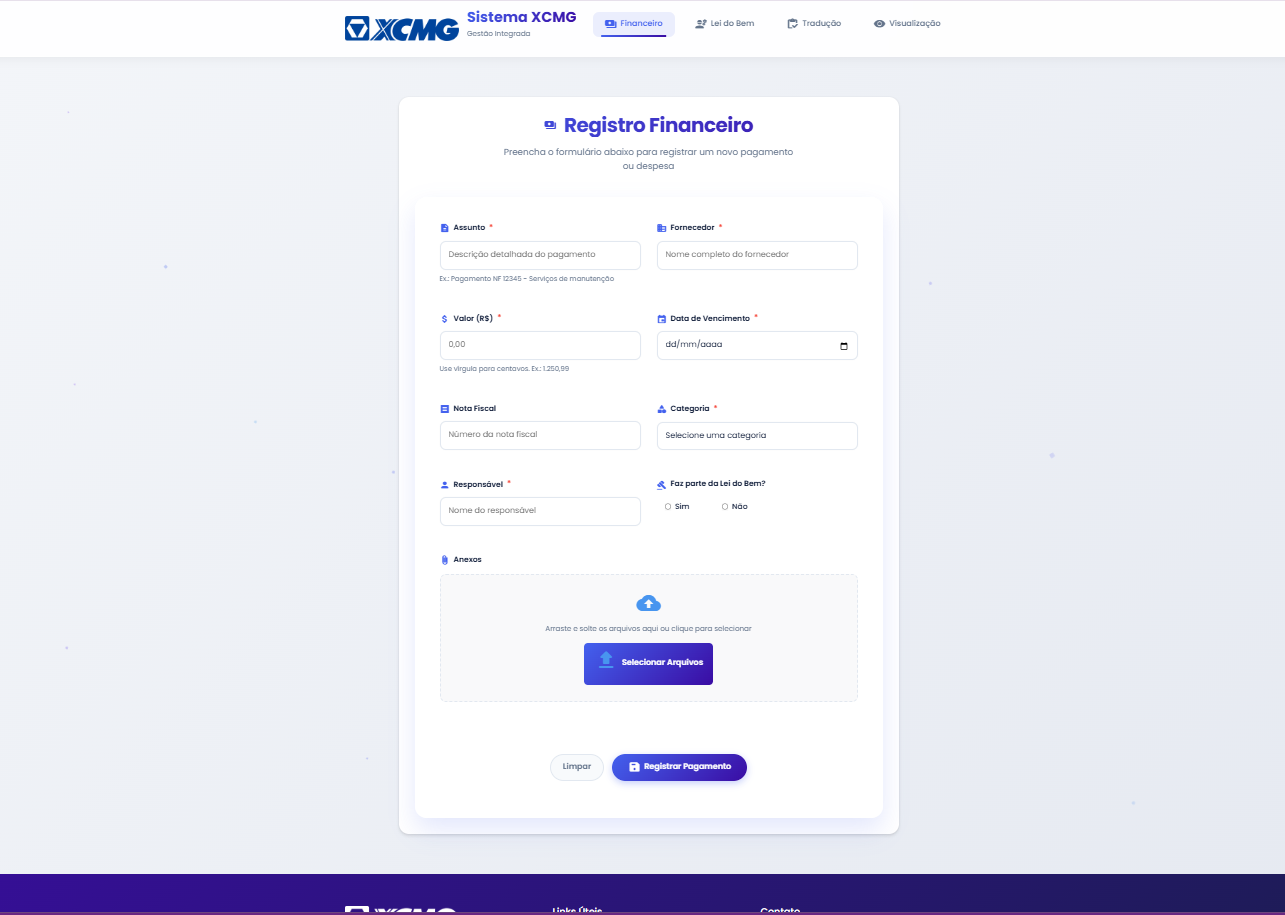 XCMG
Sistema XCMG
Gestão Integrada
Financeiro
Lei do Bem
Tradução
Visualização
Registro Financeiro
Preencha o formulário abaixo para registrar um novo pagamento
ou despesa
Assunto *
Fornecedor *
Descrição detalhada do pagamento
Nome completo do fornecedor
Ex.: Pagamento NF 12345 - Serviços de manutenção
Valor (R$) *
Data de Vencimento *
0,00
dd/mm/aaaa
Use vírgula para centavos. Ex.: 1.250,99
Nota Fiscal
Categoria *
Número da nota fiscal
Selecione uma categoria
Responsável *
Faz parte da Lei do Bem?
Nome do responsável
Sim
Não
Anexos
Arraste e solte os arquivos aqui ou clique para selecionar
Selecionar Arquivos
Limpar
Registrar Pagamento
XCMG
Links Úteis
Contato